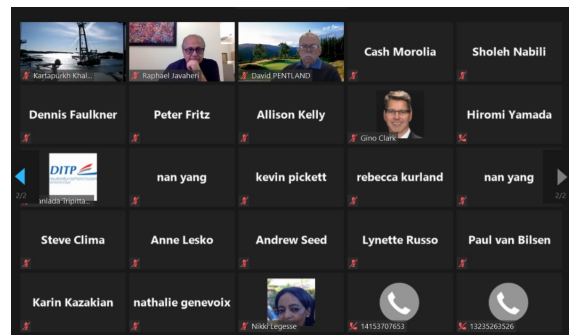 Kartapurkh Khal...
Raphael Javaheri
David PENTLAND
Cash Morolia
Sholeh Nabili
Dennis Faulkner
Peter Fritz
Allison Kelly
Gino Clark
Hiromi Yamada
DITP
2/2
nan yang
kevin pickett
rebecca kurland
nan yang
2/2
Steve Clima
Anne Lesko
Andrew Seed
Lynette Russo
Paul van Bilsen
Karin Kazakian
nathalie genevoix
Nikki Legesse
14153707653
13235263526